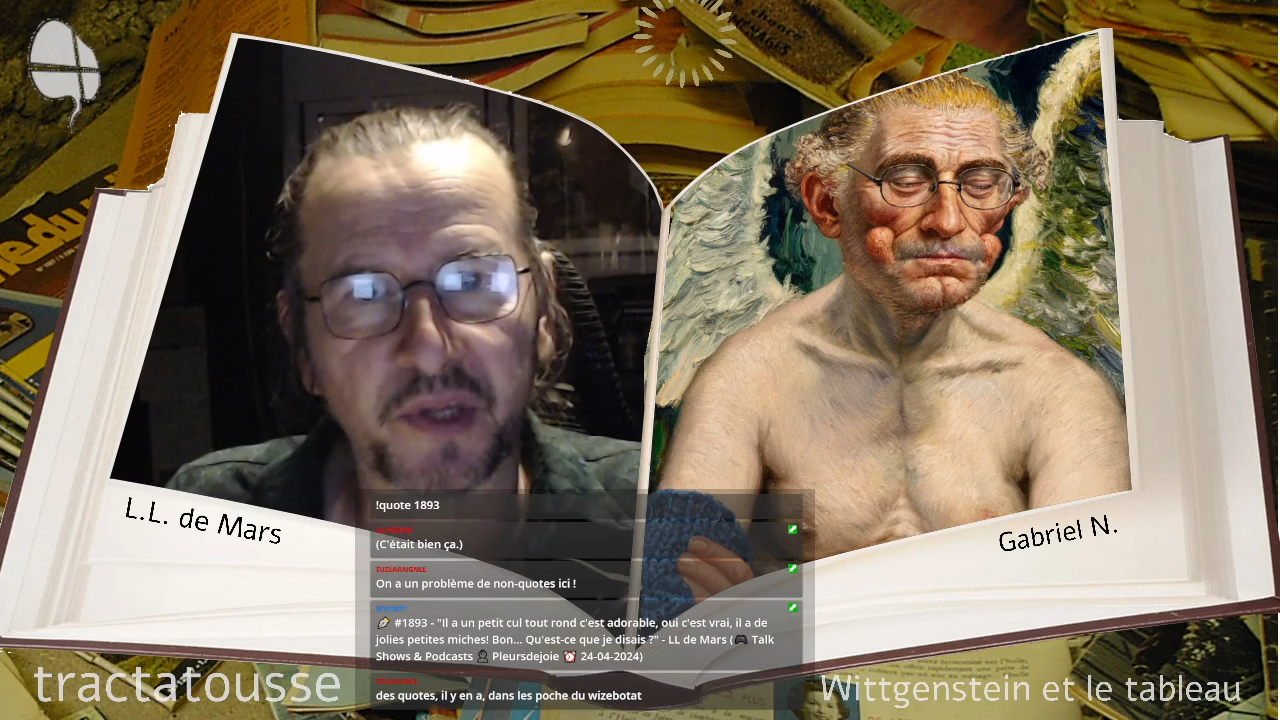 L.L. de Mars
Gabriel N.
!quote 1893
(C'était bien ça.)
SUZLARAIGNEE
On a un problème de non-quotes ici !
#1893 - "Il a un petit cul tout rond c'est adorable, oui c'est vrai, il a de
jolies petites miches! Bon... Qu'est-ce que je disais ?" - LL de Mars (🎮 Talk
Shows & Podcasts Pleursdejoie ⏰ 24-04-2024)
des quotes, il y en a, dans les poche du wizebotat
tractatousse
Wittgenstein et le tableau